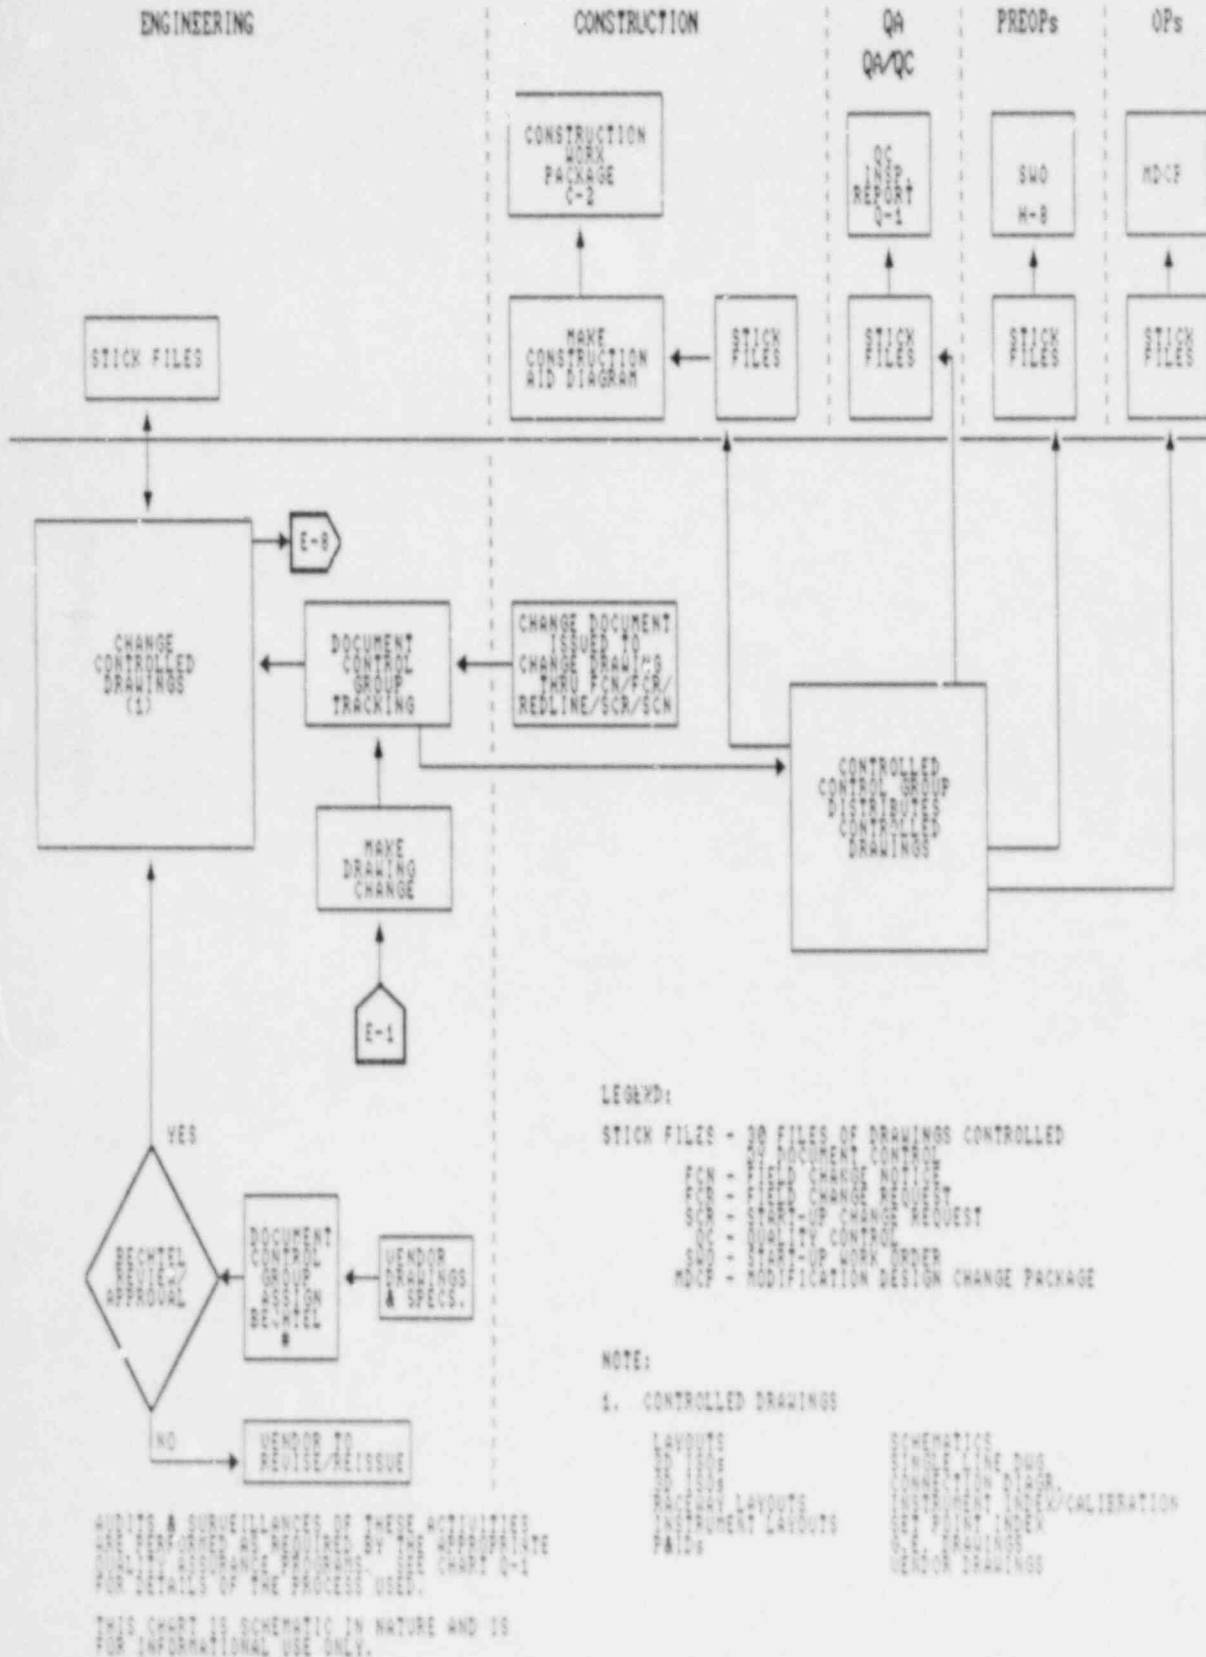 ENGINEERING
CONSTRUCTION
QA
QA/QC
PREOPs
OPs
CONSTRUCTION
WORK
PACKAGE
C-2
QC
INSP.
REPORT
Q-1
SWO
H-8
MDCP
STICK FILES
MAKE
CONSTRUCTION
AID DIAGRAM
STICK
FILES
STICK
FILES
STICK
FILES
STICK
FILES
E-8
CHANGE
CONTROLLED
DRAWINGS
(1)
DOCUMENT
CONTROL
GROUP
TRACKING
CHANGE DOCUMENT
ISSUED TO
CHANGE DRAWING
THRU FCN/FCR/
REDLINE/SCR/SCN
CONTROLLED
CONTROL GROUP
DISTRIBUTES
CONTROLLED
DRAWINGS
MAKE
DRAWING
CHANGE
E-1
YES
BECHTEL
REVIEW/
APPROVAL
DOCUMENT
CONTROL
GROUP
ASSIGN
BECHTEL
#
VENDOR
DRAWINGS
& SPECS.
NO
VENDOR TO
REVISE/REISSUE
LEGEND:
STICK FILES - 30 FILES OF DRAWINGS CONTROLLED
BY DOCUMENT CONTROL
FCN - FIELD CHANGE NOTICE
FCR - FIELD CHANGE REQUEST
SCR - START-UP CHANGE REQUEST
QC - QUALITY CONTROL
SWO - START-UP WORK ORDER
MDCP - MODIFICATION DESIGN CHANGE PACKAGE
NOTE:
1. CONTROLLED DRAWINGS
LAYOUTS
RACEWAY LAYOUTS
INSTRUMENT LAYOUTS
P&IDs
SCHEMATICS
SINGLE LINE DWG
CONNECTION DIAGR.
INSTRUMENT INDEX/CALIBRATION
SET POINT INDEX
DRAWINGS
VENDOR DRAWINGS
AUDITS & SURVEILLANCES OF THESE ACTIVITIES
ARE PERFORMED AS REQUIRED BY THE APPROPRIATE
QUALITY ASSURANCE PROGRAMS. SEE CHART Q-1
FOR DETAILS OF THE PROCESS USED.
THIS CHART IS SCHEMATIC IN NATURE AND IS
FOR INFORMATIONAL USE ONLY.